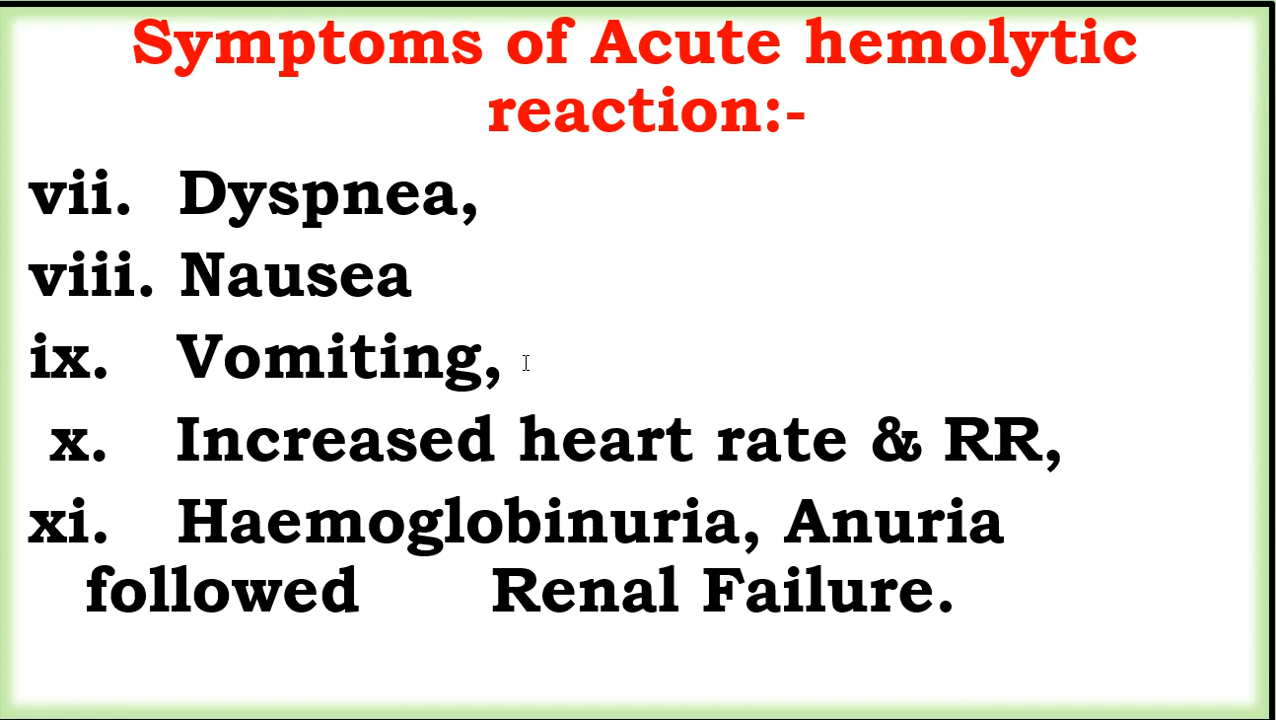 Symptoms of Acute hemolytic
reaction:-
vii. Dyspnea,
viii. Nausea
ix. Vomiting,
x. Increased heart rate & RR,
xi. Haemoglobinuria, Anuria
followed Renal Failure.